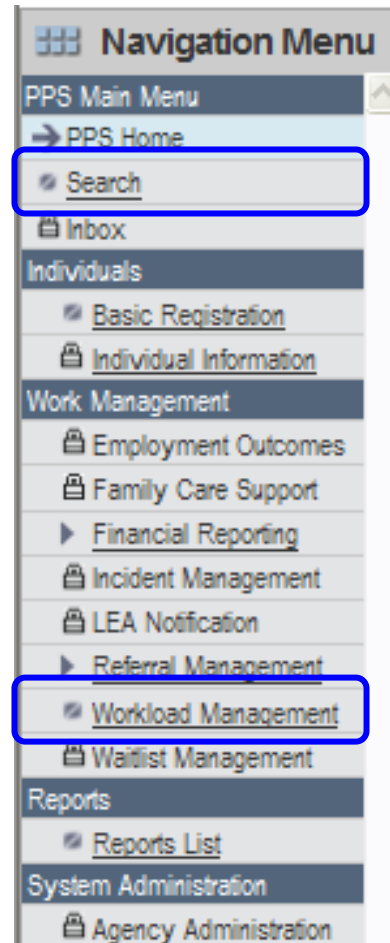 Navigation Menu
PPS Main Menu
PPS Home
Search
Inbox
Individuals
Basic Registration
Individual Information
Work Management
Employment Outcomes
Family Care Support
Financial Reporting
Incident Management
LEA Notification
Referral Management
Workload Management
Waitlist Management
Reports
Reports List
System Administration
Agency Administration